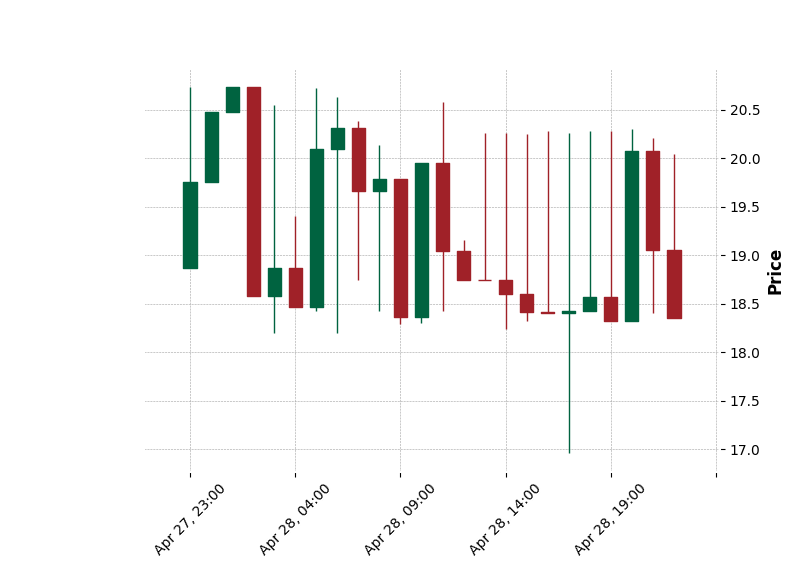 20.5
20.0
19.5
19.0
18.5
18.0
17.5
17.0
Price
Apr 27, 23:00
Apr 28, 04:00
Apr 28, 09:00
Apr 28, 14:00
Apr 28, 19:00